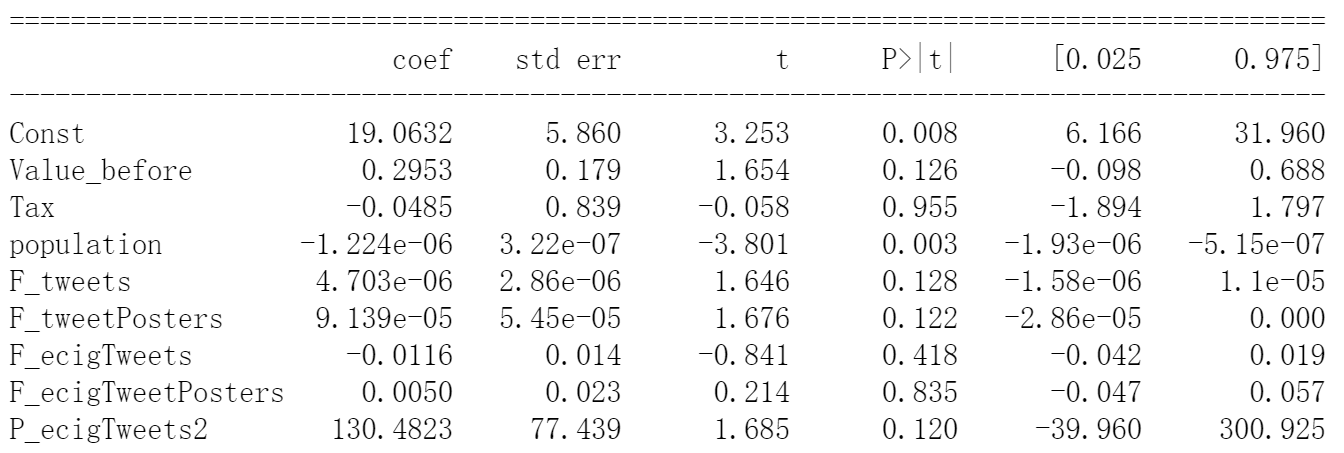 coef std err t P>|t| [0.025 0.975]
Const 19.0632 5.860 3.253 0.008 6.166 31.960
Value_before 0.2953 0.179 1.654 0.126 -0.098 0.688
Tax -0.0485 0.839 -0.058 0.955 -1.894 1.797
population -1.224e-06 3.22e-07 -3.801 0.003 -1.93e-06 -5.15e-07
F_tweets 4.703e-06 2.86e-06 1.646 0.128 -1.58e-06 1.1e-05
F_tweetPosters 9.139e-05 5.45e-05 1.676 0.122 -2.86e-05 0.000
F_ecigTweets -0.0116 0.014 -0.841 0.418 -0.042 0.019
F_ecigTweetPosters 0.0050 0.023 0.214 0.835 -0.047 0.057
P_ecigTweets2 130.4823 77.439 1.685 0.120 -39.960 300.925